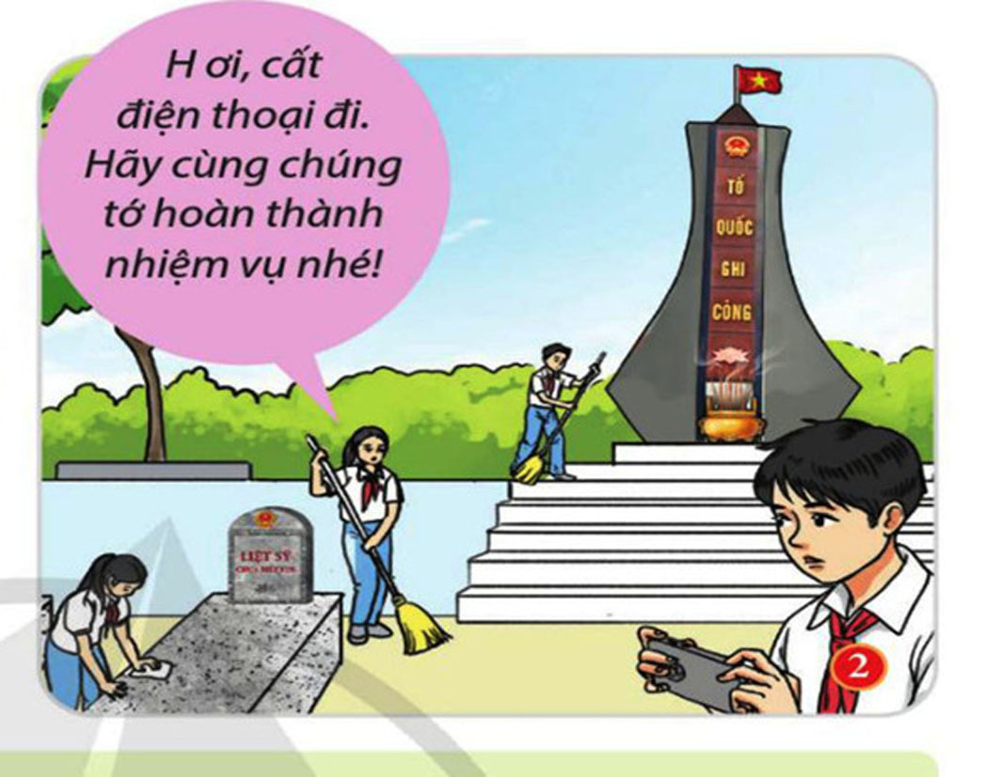 H ơi, cất
điện thoại đi.
Hãy cùng chúng
tớ hoàn thành
nhiệm vụ nhé!
TỔ
QUỐC
GHI
CÔNG
LIỆT SỸ
2